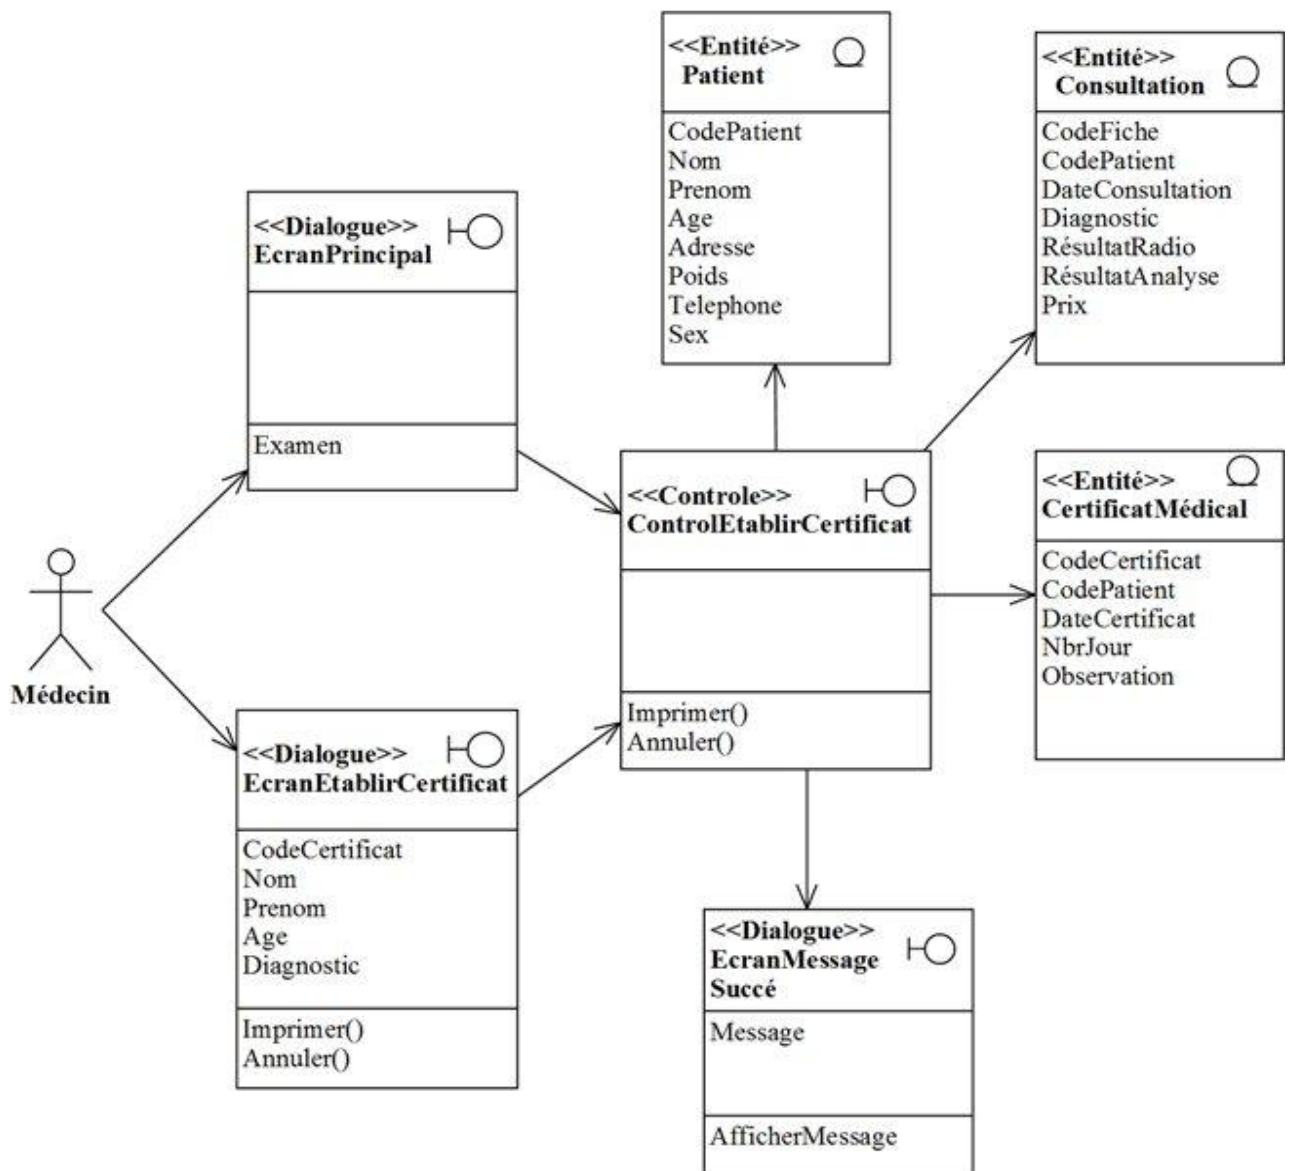 <<Entité>>
Patient
CodePatient
Nom
Prenom
Age
Adresse
Poids
Telephone
Sex
<<Entité>>
Consultation
CodeFiche
CodePatient
DateConsultation
Diagnostic
RésultatRadio
RésultatAnalyse
Prix
<<Dialogue>>
EcranPrincipal
Examen
<<Controle>>
ControlEtablirCertificat
Imprimer()
Annuler()
<<Entité>>
CertificatMédical
CodeCertificat
CodePatient
DateCertificat
NbrJour
Observation
Médecin
<<Dialogue>>
EcranEtablirCertificat
CodeCertificat
Nom
Prenom
Age
Diagnostic
Imprimer()
Annuler()
<<Dialogue>>
EcranMessage
Succé
Message
AfficherMessage